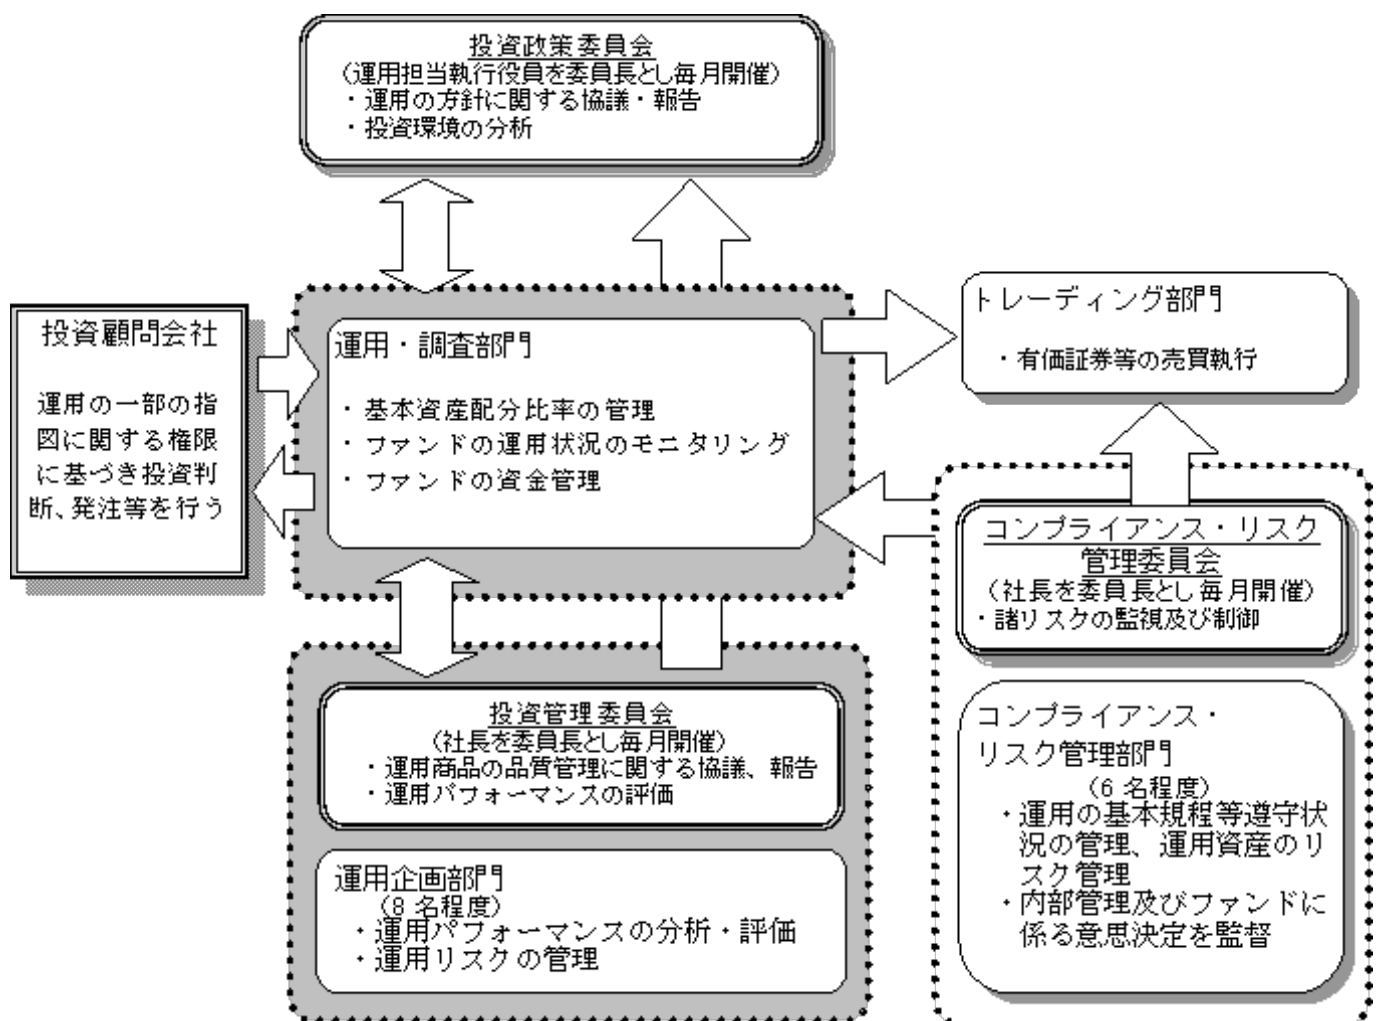 投資政策委員会
(運用担当執行役員を委員長とし毎月開催)
・運用の方針に関する協議・報告
・投資環境の分析
投資顧問会社
運用の一部の指
図に関する権限
に基づき投資判
断、発注等を行う
運用・調査部門
・基本資産配分比率の管理
・ファンドの運用状況のモニタリング
・ファンドの資金管理
トレーディング部門
・有価証券等の売買執行
コンプライアンス・リスク
管理委員会
(社長を委員長とし毎月開催)
・諸リスクの監視及び制御
コンプライアンス・
リスク管理部門
(6 名程度)
・運用の基本規程等遵守状
況の管理、運用資産のリ
スク管理
・内部管理及びファンドに
係る意思決定を監督
投資管理委員会
(社長を委員長とし毎月開催)
・運用商品の品質管理に関する協議、報告
・運用パフォーマンスの評価
運用企画部門
(8 名程度)
・運用パフォーマンスの分析・評価
・運用リスクの管理